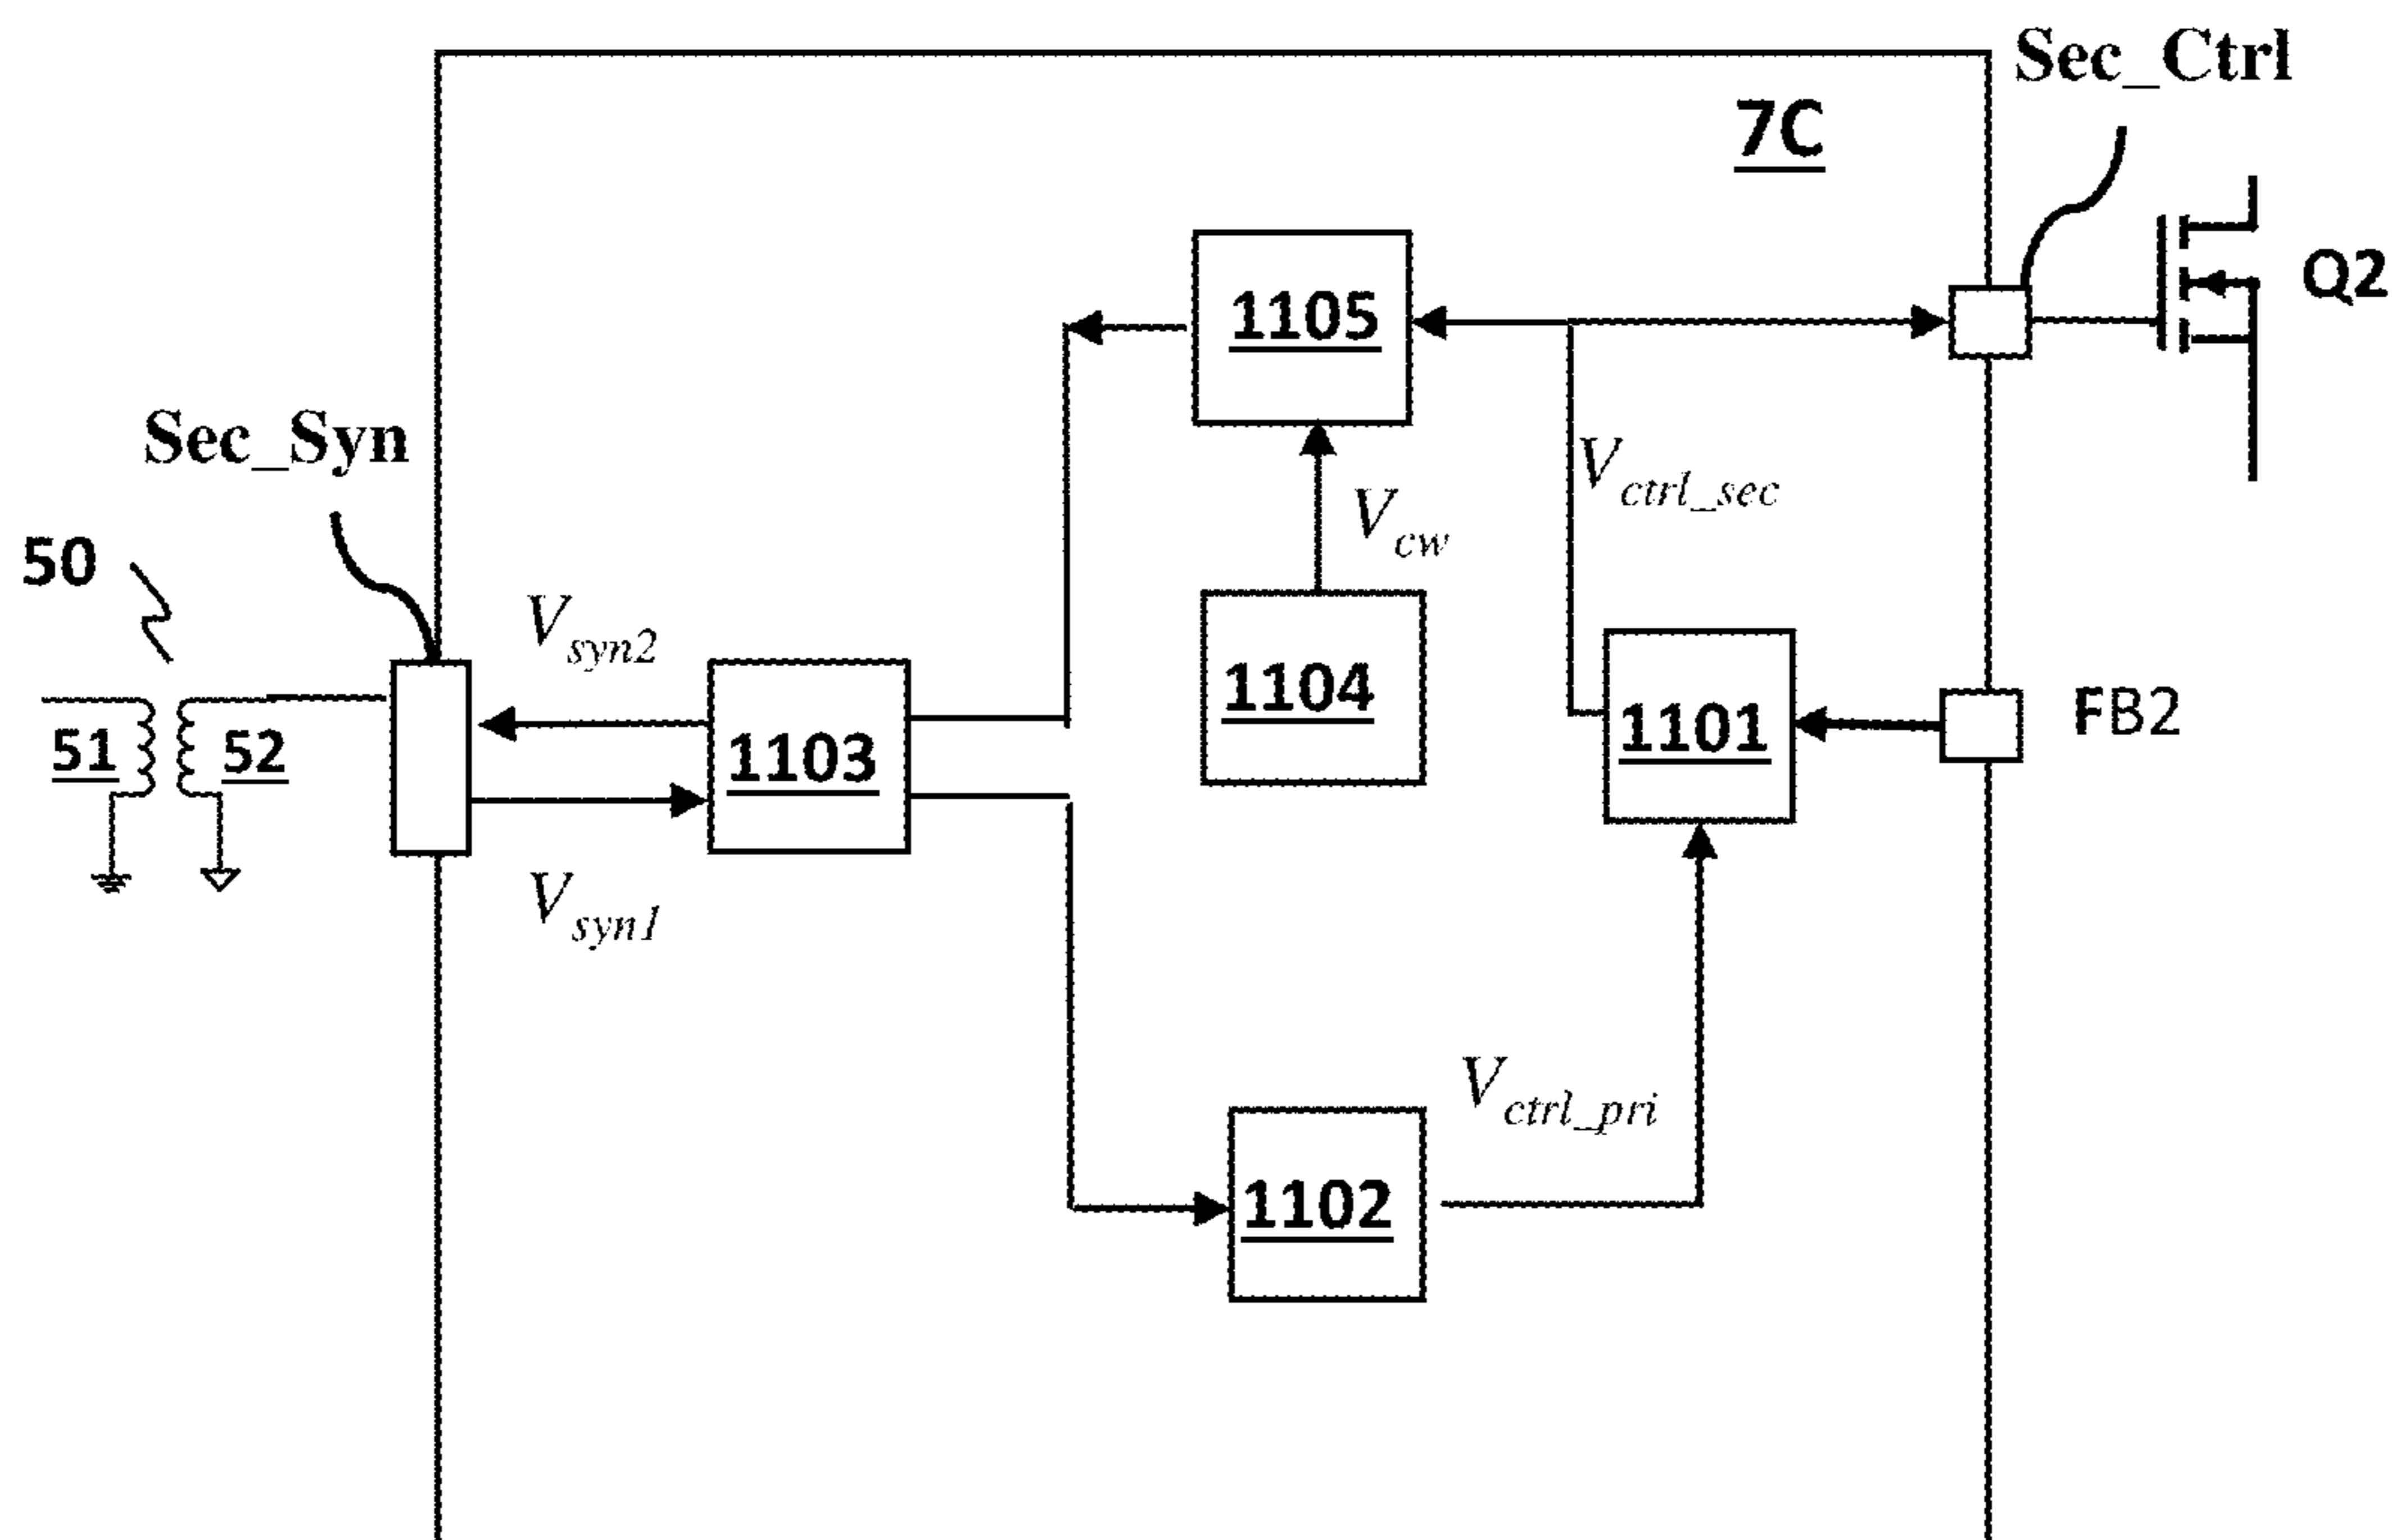 Sec_Ctrl
7C
1105
Q2
Sec_Syn
V_ctrl_sec
V_cw
50
V_syn2
1104
1101
FB2
51
52
1103
V_syn1
V_ctrl_pri
1102